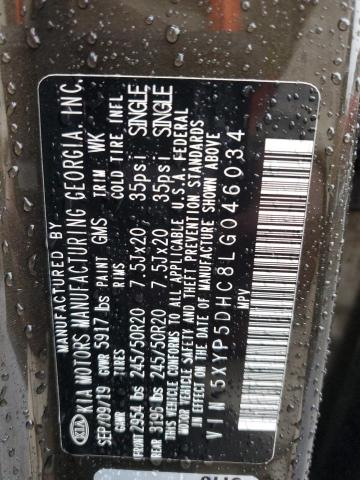 MANUFACTURED BY
KIA KIA MOTORS MANUFACTURING GEORGIA, INC.
SEP/09/19 GVWR 5917 lbs PAINT GMS TRIM WK
GAWR TIRES RIMS COLD TIRE INFL
FRONT 2954 lbs 245/50R20 7.5Jx20 35psi SINGLE
REAR 3196 lbs 245/50R20 7.5Jx20 35psi SINGLE
THIS VEHICLE CONFORMS TO ALL APPLICABLE U.S.A. FEDERAL
MOTOR VEHICLE SAFETY AND THEFT PREVENTION STANDARDS
IN EFFECT ON THE DATE OF MANUFACTURE SHOWN ABOVE.
VIN 5XYP5DHC8LG046034
MPV